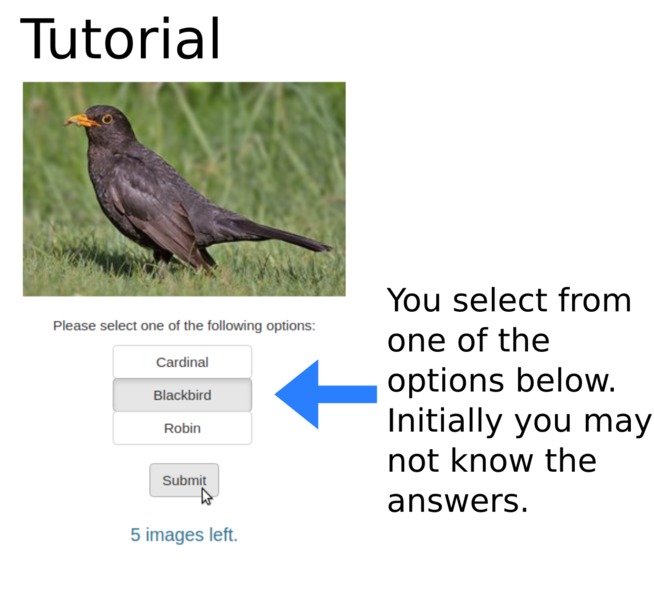 Tutorial
Please select one of the following options:
Cardinal
Blackbird
Robin
Submit
5 images left.
You select from
one of the
options below.
Initially you may
not know the
answers.